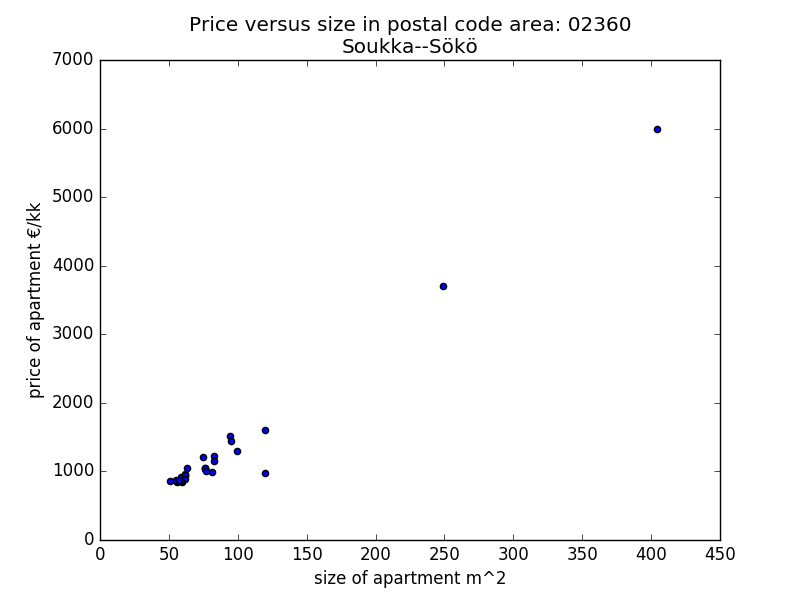 Price versus size in postal code area: 02360
Soukka--Sökö
7000
6000
5000
4000
3000
2000
1000
0
price of apartment €/kk
0 50 100 150 200 250 300 350 400 450
size of apartment m^2